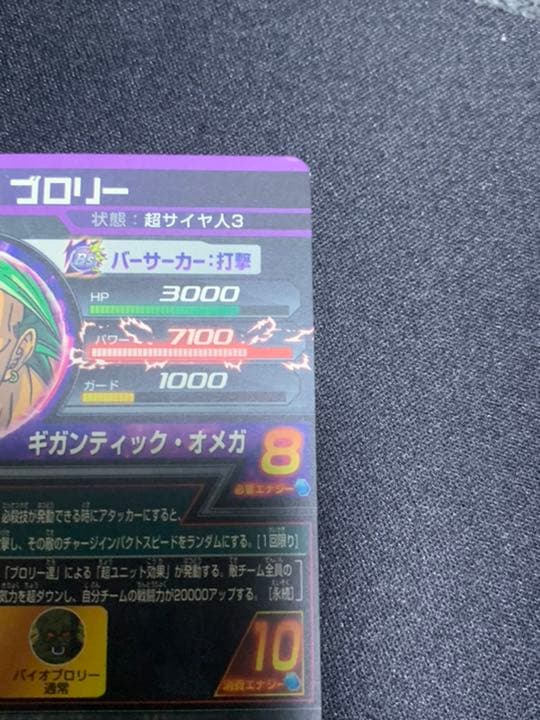 ブロリー
状態：超サイヤ人3
Bs バーサーカー：打撃
HP 3000
パワー 7100
ガード 1000
ギガンティック・オメガ 8
必要エナジー
必殺技が発動できる時にアタッカーにすると、
撃し、その敵のチャージインパクトスピードをランダムにする。[1回限り]
「ブロリー達」による「超ユニット効果」が発動する。敵チーム全員の
気力を超ダウンし、自分チームの戦闘力が20000アップする。[永続]
バイオブロリー
通常
10
消費エナジー